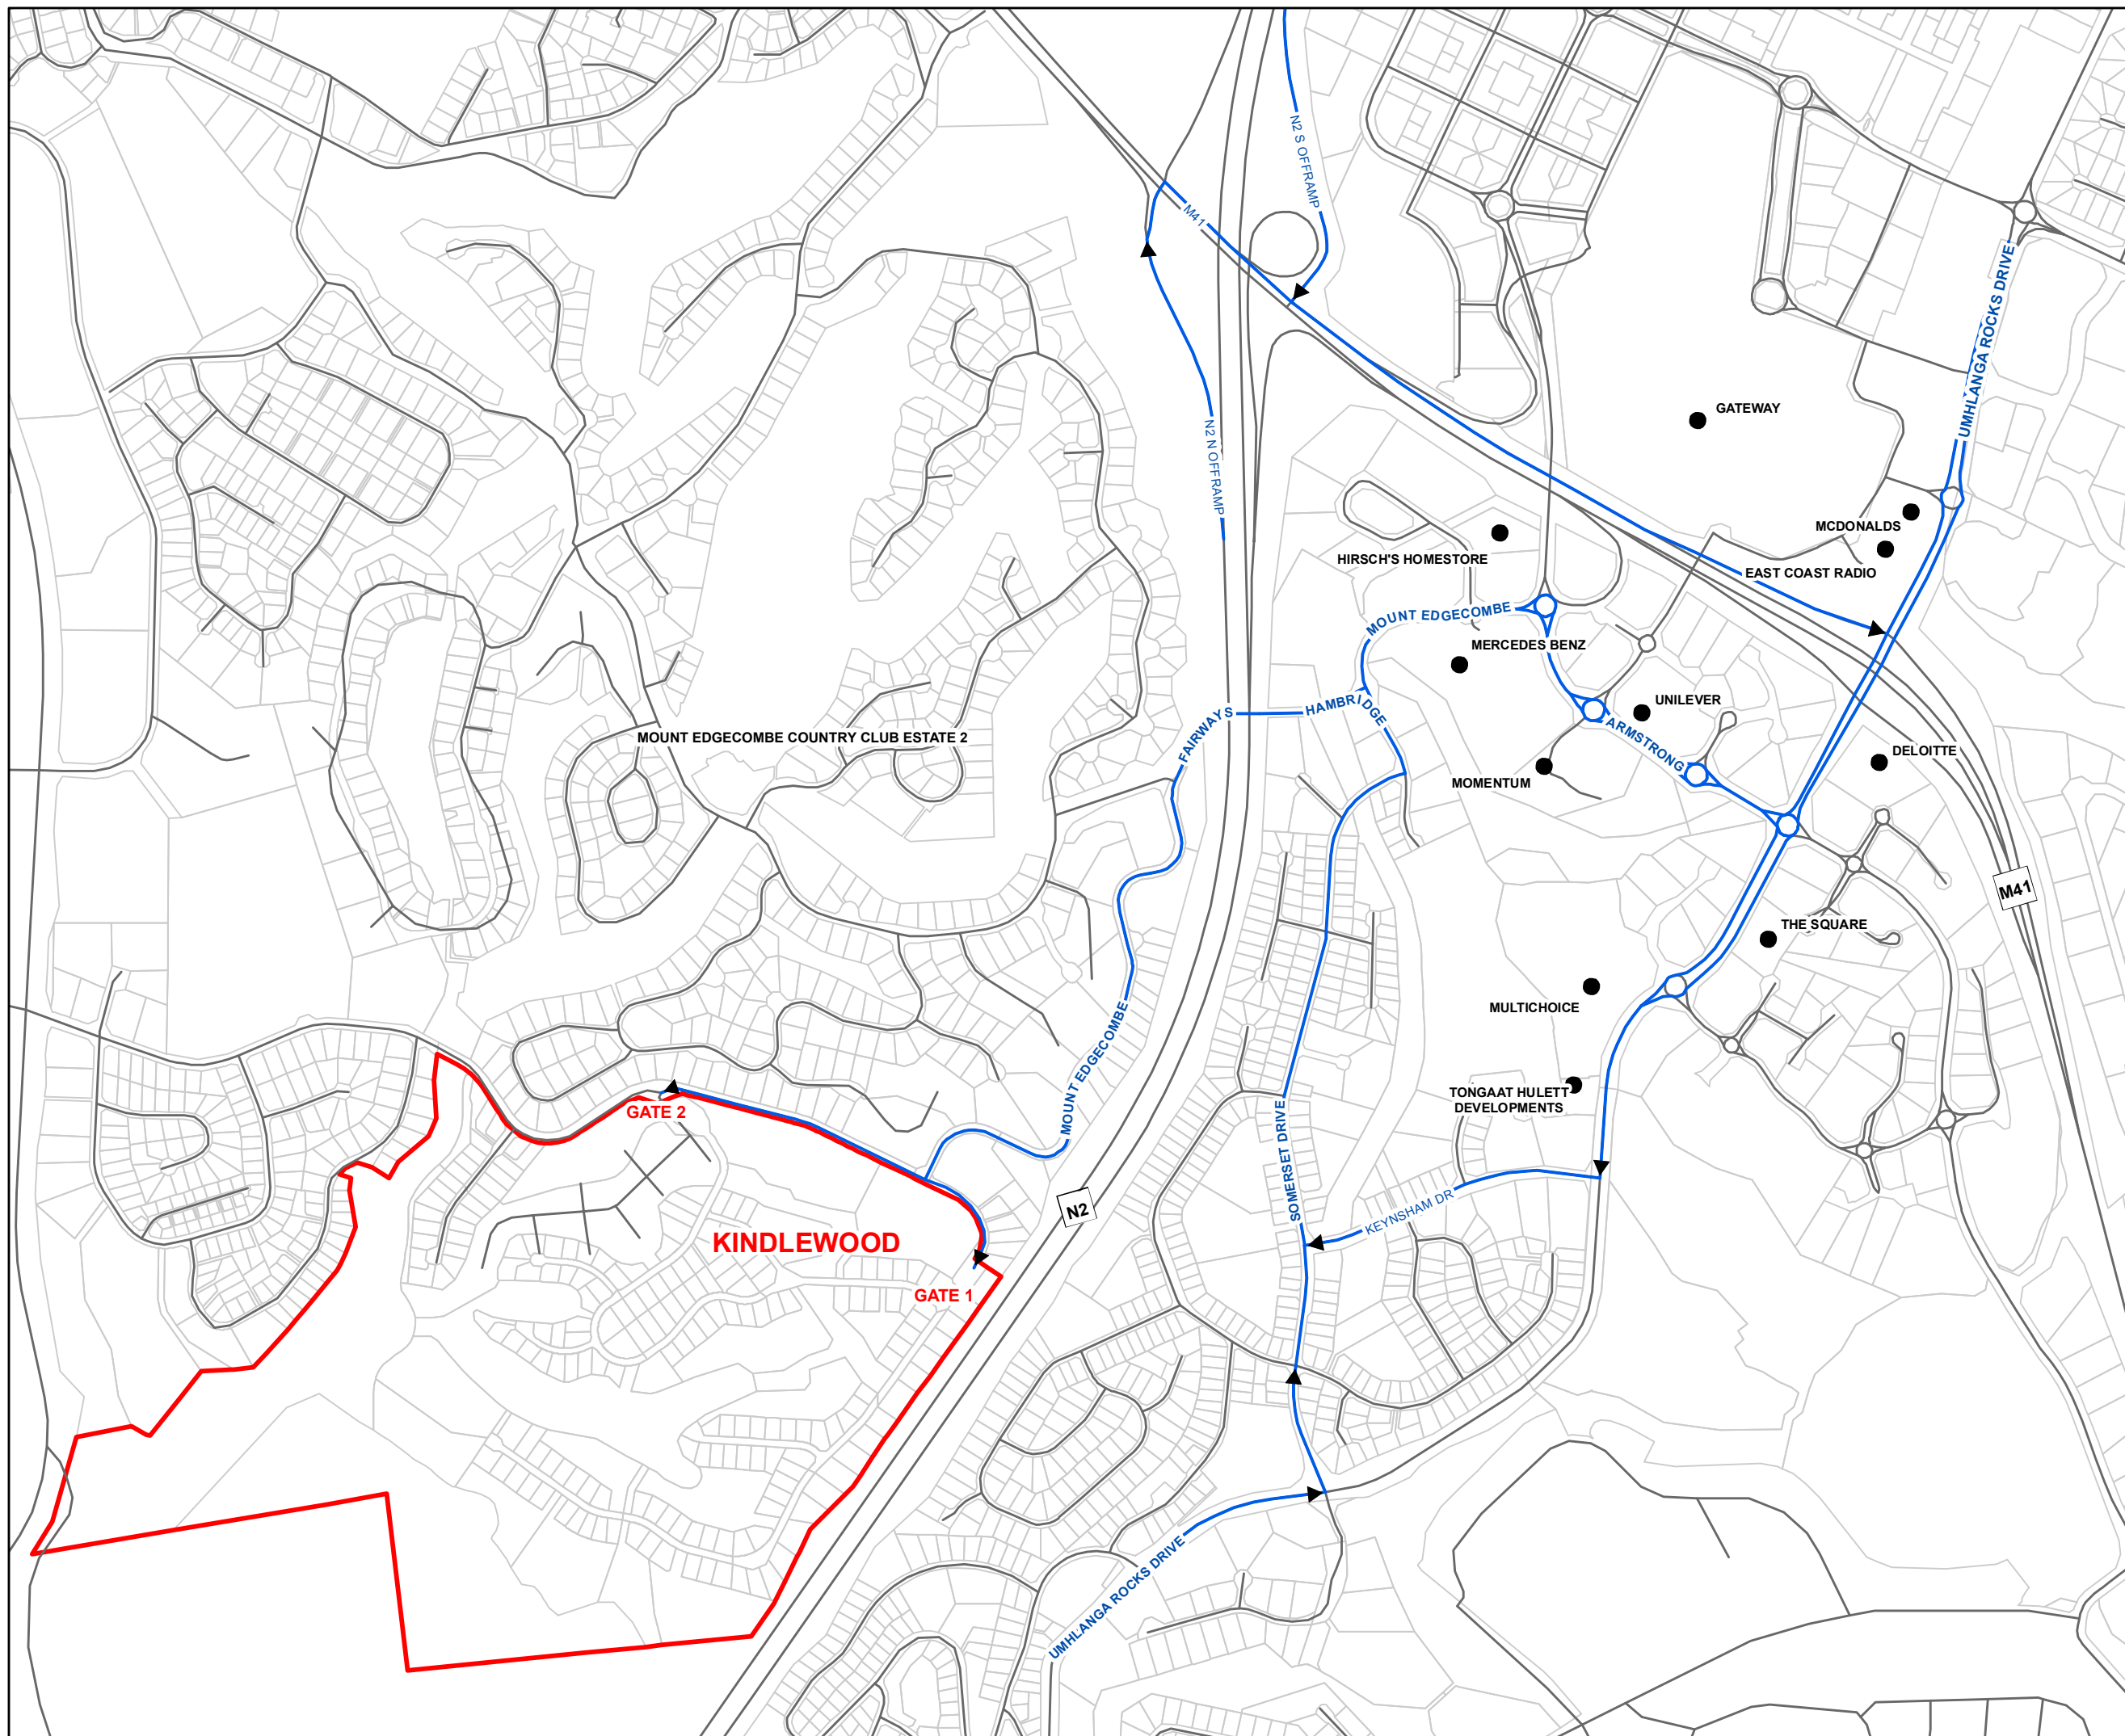 N2 S OFFRAMP
M41
UMHLANGA ROCKS DRIVE
GATEWAY
N2 N OFFRAMP
MCDONALDS
HIRSCH'S HOMESTORE
EAST COAST RADIO
MOUNT EDGECOMBE
MERCEDES BENZ
UNILEVER
HAMBRIDGE
FAIRWAYS
ARMSTRONG
MOUNT EDGECOMBE COUNTRY CLUB ESTATE 2
DELOITTE
MOMENTUM
M41
THE SQUARE
MULTICHOICE
MOUNT EDGECOMBE
TONGAAT HULETT
DEVELOPMENTS
GATE 2
SOMERSET DRIVE
N2
KEYNSHAM DR
KINDLEWOOD
GATE 1
UMHLANGA ROCKS DRIVE